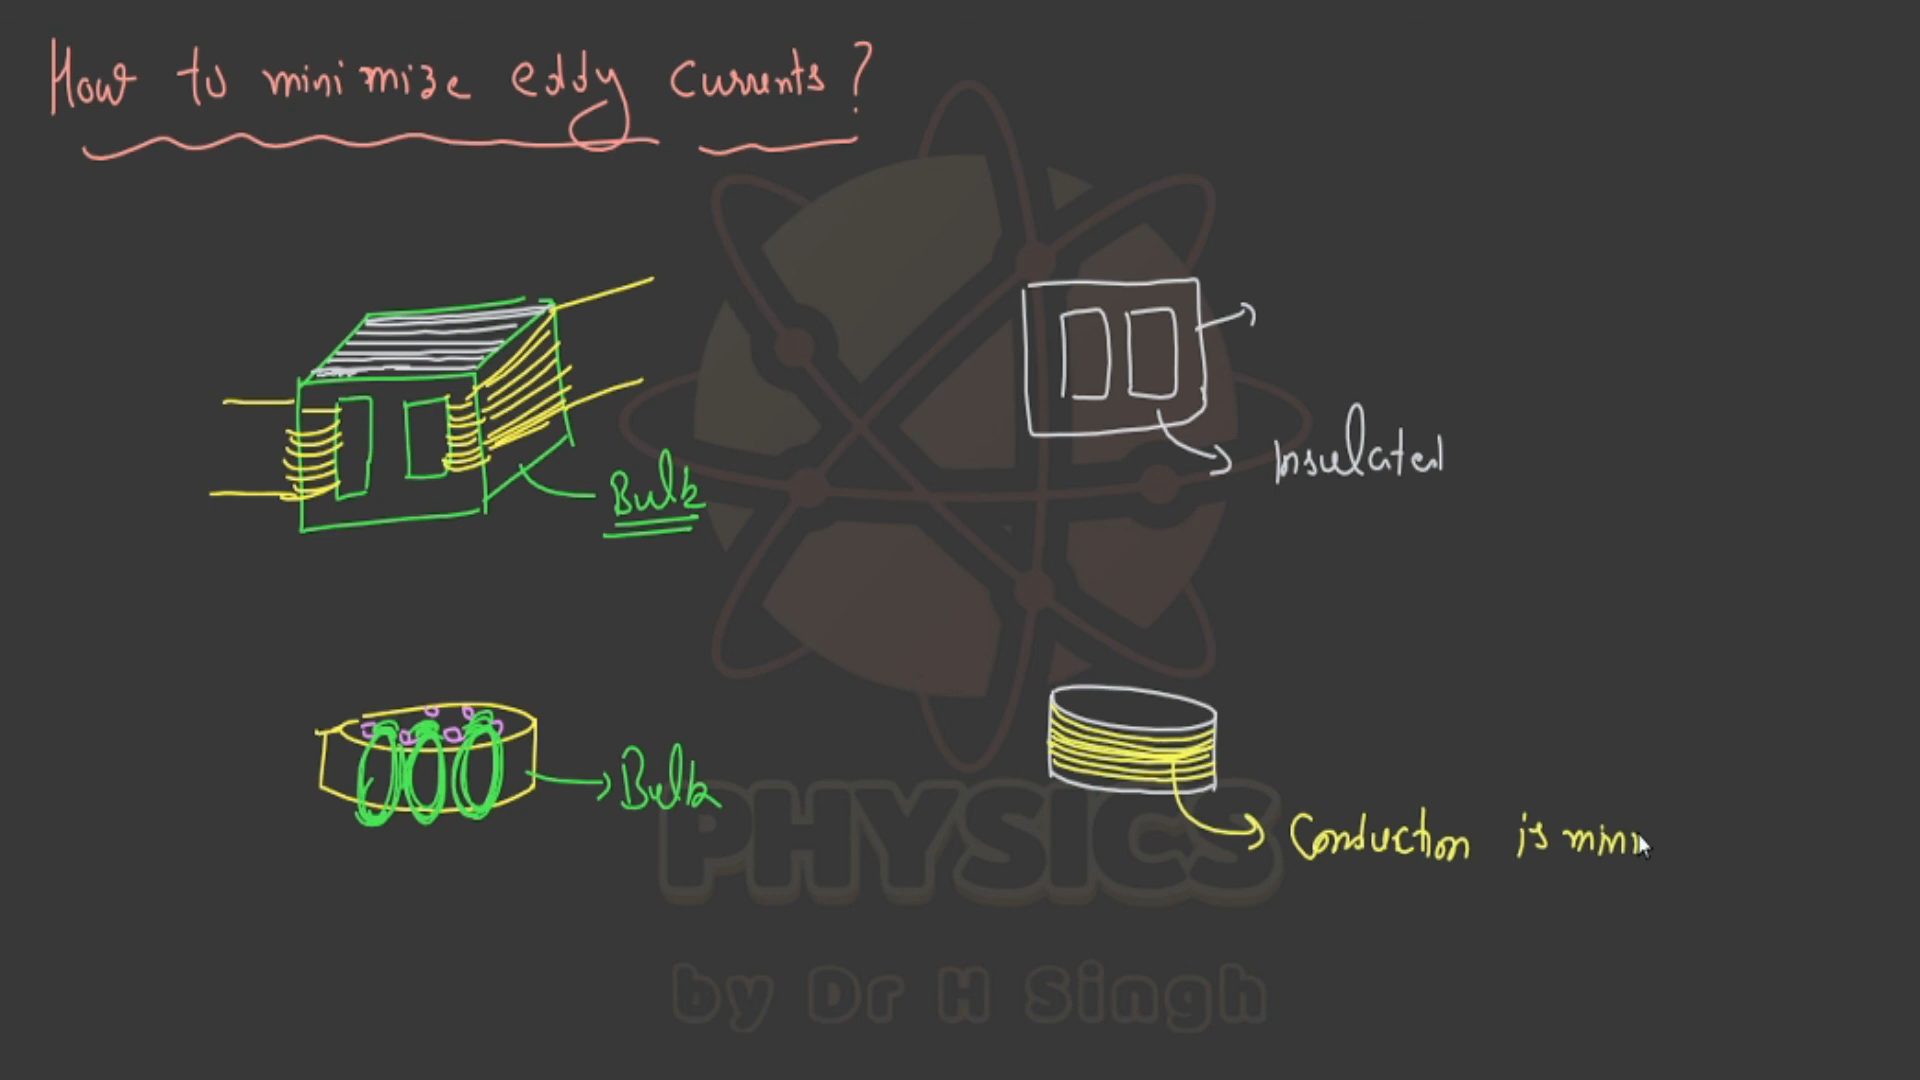 How to minimize eddy currents?
Insulated
Bulk
Bulk
Conduction is mini
PHYSICS
by Dr H Singh